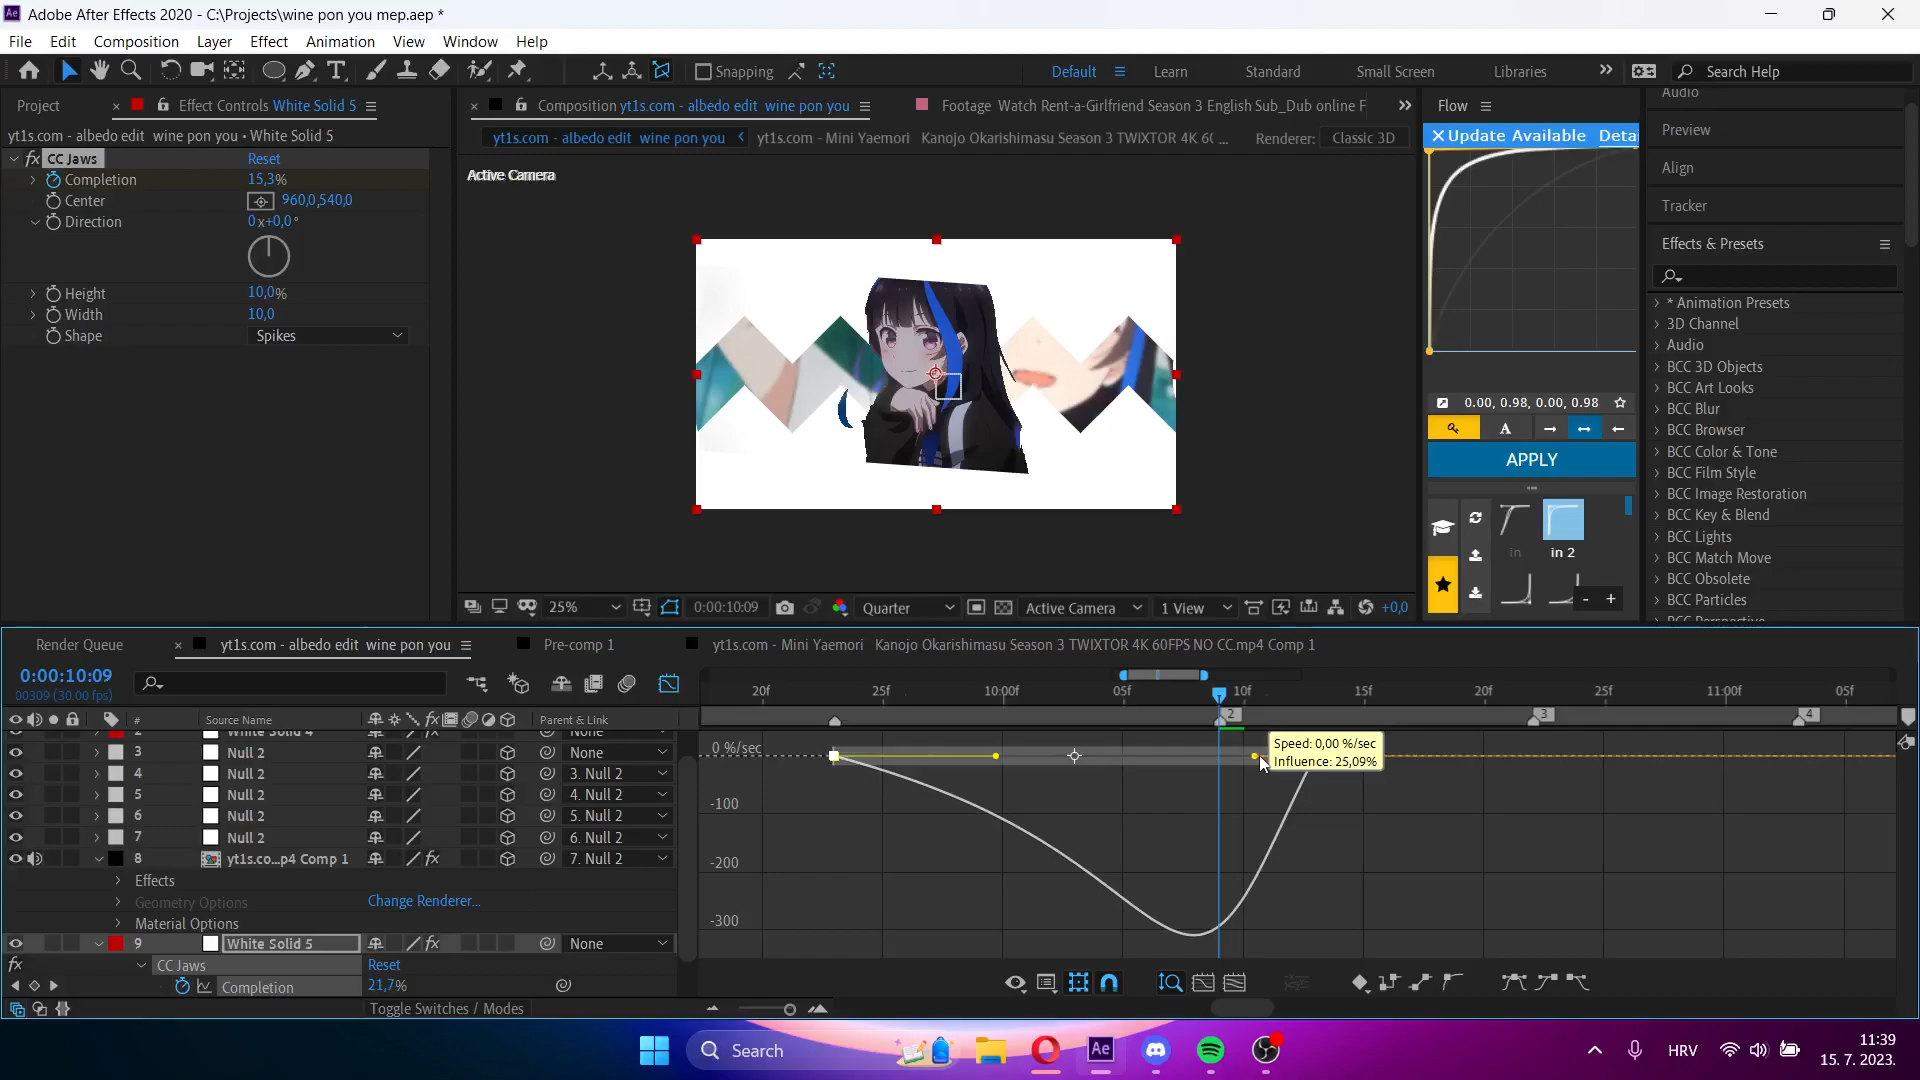 Adobe After Effects 2020 - C:\Projects\wine pon you mep.aep *
File Edit Composition Layer Effect Animation View Window Help
Snapping
Default Learn Standard Small Screen Libraries
Search Help
Project
Effect Controls White Solid 5
yt1s.com - albedo edit wine pon you • White Solid 5
fx CC Jaws Reset
Completion 15,3%
Center 960,0,540,0
Direction 0x+0,0°
Height 10,0%
Width 10,0
Shape Spikes
Composition yt1s.com - albedo edit wine pon you
Footage Watch Rent-a-Girlfriend Season 3 English Sub_Dub online F
yt1s.com - albedo edit wine pon you
yt1s.com - Mini Yaemori Kanojo Okarishimasu Season 3 TWIXTOR 4K 60 ...
Renderer: Classic 3D
Active Camera
25%
0:00:10:09
Quarter
Active Camera
1 View
+0,0
Flow
Update Available Detai
0.00, 0.98, 0.00, 0.98
A
APPLY
in
in 2
- +
Audio
Preview
Align
Tracker
Effects & Presets
* Animation Presets
3D Channel
Audio
BCC 3D Objects
BCC Art Looks
BCC Blur
BCC Browser
BCC Color & Tone
BCC Film Style
BCC Image Restoration
BCC Key & Blend
BCC Lights
BCC Match Move
BCC Obsolete
BCC Particles
BCC Perspective
Render Queue
yt1s.com - albedo edit wine pon you
Pre-comp 1
yt1s.com - Mini Yaemori Kanojo Okarishimasu Season 3 TWIXTOR 4K 60FPS NO CC.mp4 Comp 1
0:00:10:09
00309 (30.00 fps)
20f 25f 10:00f 05f 10f 15f 20f 25f 11:00f 05f
2 3 4
# Source Name fx Parent & Link
White Solid 4 None
3 Null 2 None
4 Null 2 3. Null 2
5 Null 2 4. Null 2
6 Null 2 5. Null 2
7 Null 2 6. Null 2
8 yt1s.co...p4 Comp 1 fx 7. Null 2
Effects
Geometry Options Change Renderer...
Material Options
9 White Solid 5 fx None
fx CC Jaws Reset
Completion 21,7%
Toggle Switches / Modes
0 %/sec
-100
-200
-300
Speed: 0,00 %/sec
Influence: 25,09%
Search
Ae
HRV
11:39
15. 7. 2023.